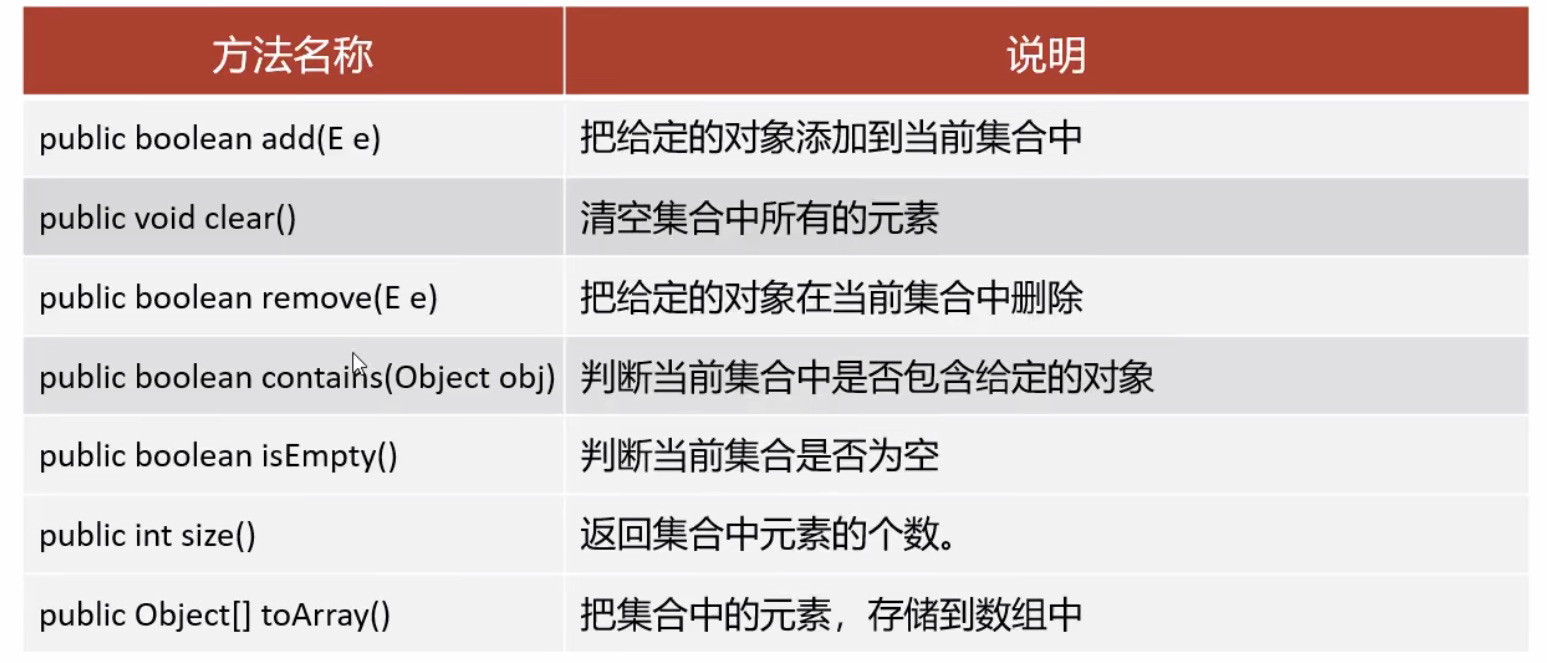 方法名称 说明
public boolean add(E e) 把给定的对象添加到当前集合中
public void clear() 清空集合中所有的元素
public boolean remove(E e) 把给定的对象在当前集合中删除
public boolean contains(Object obj) 判断当前集合中是否包含给定的对象
public boolean isEmpty() 判断当前集合是否为空
public int size() 返回集合中元素的个数。
public Object[] toArray() 把集合中的元素，存储到数组中